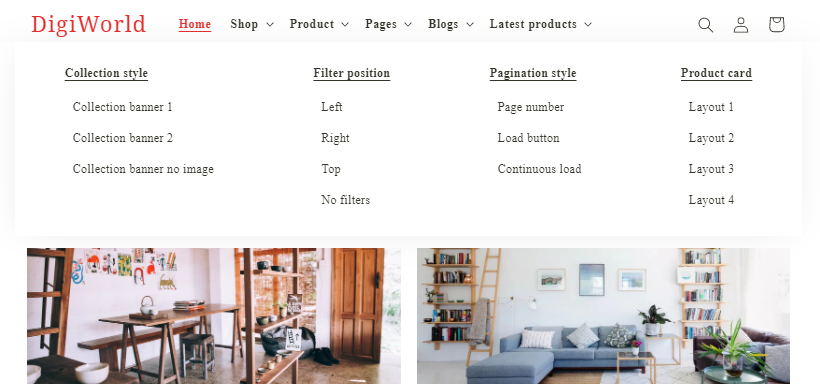 DigiWorld Home Shop Product Pages Blogs Latest products
Collection style Filter position Pagination style Product card
Collection banner 1 Left Page number Layout 1
Collection banner 2 Right Load button Layout 2
Collection banner no image Top Continuous load Layout 3
No filters Layout 4